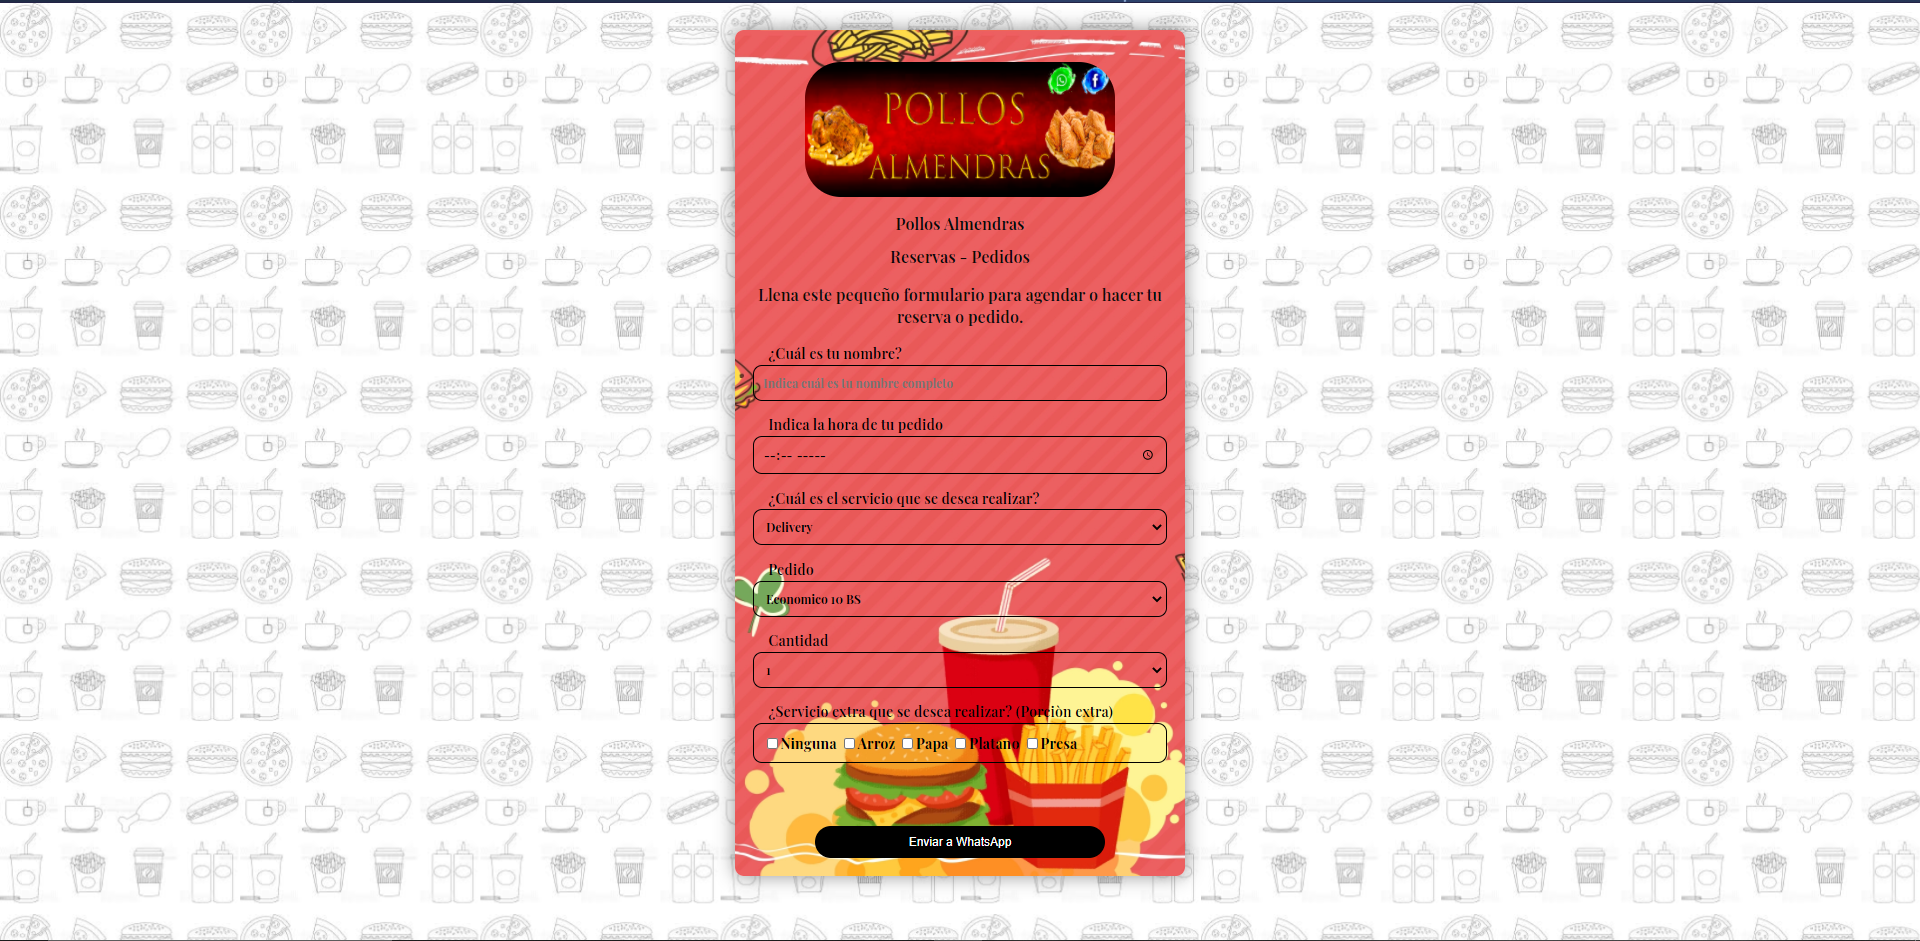 POLLOS
ALMENDRAS
Pollos Almendras
Reservas - Pedidos
Llena este pequeño formulario para agendar o hacer tu
reserva o pedido.
¿Cuál es tu nombre?
Indica cuál es tu nombre completo
Indica la hora de tu pedido
--:-- -----
¿Cuál es el servicio que se desea realizar?
Delivery
Pedido
Economico 10 BS
Cantidad
1
¿Servicio extra que se desea realizar? (Porciòn extra)
Ninguna Arroz Papa Platano Presa
Enviar a WhatsApp